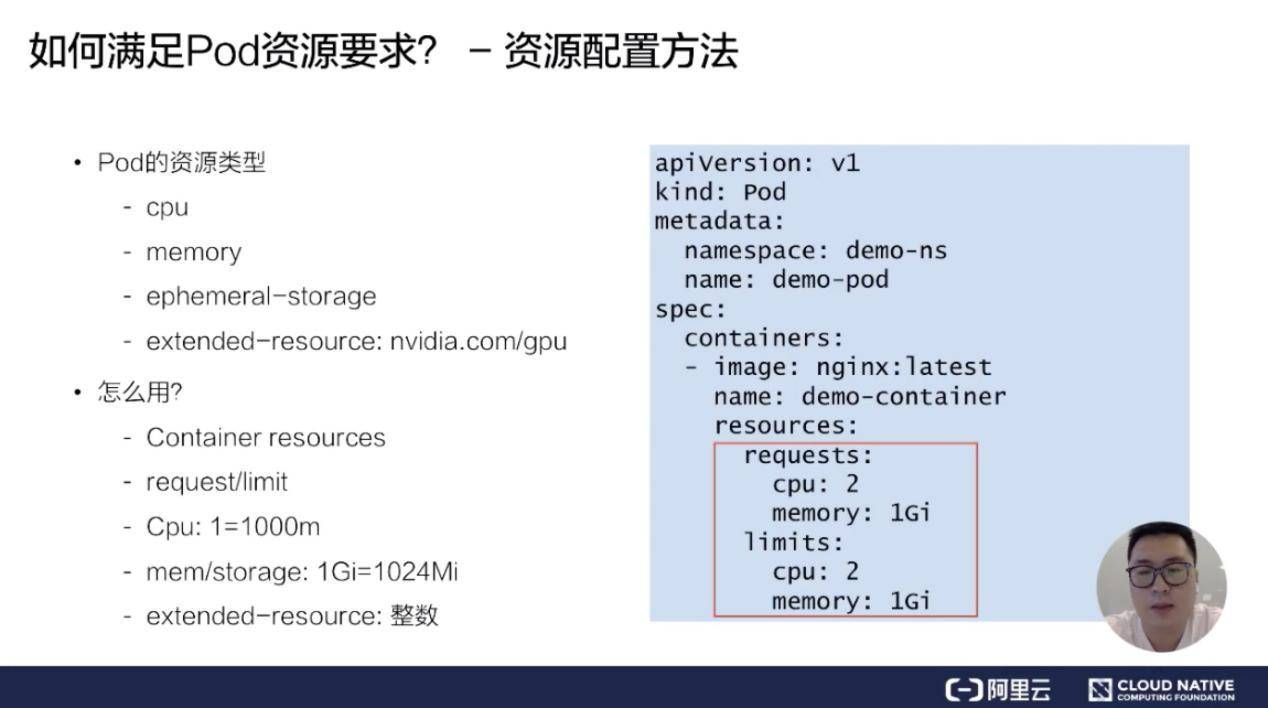 如何满足Pod资源要求？ - 资源配置方法
• Pod的资源类型
- cpu
- memory
- ephemeral-storage
- extended-resource: nvidia.com/gpu
• 怎么用？
- Container resources
- request/limit
- Cpu: 1=1000m
- mem/storage: 1Gi=1024Mi
- extended-resource: 整数
apiVersion: v1
kind: Pod
metadata:
  namespace: demo-ns
  name: demo-pod
spec:
  containers:
  - image: nginx:latest
    name: demo-container
    resources:
      requests:
        cpu: 2
        memory: 1Gi
      limits:
        cpu: 2
        memory: 1Gi
阿里云
CLOUD NATIVE
COMPUTING FOUNDATION